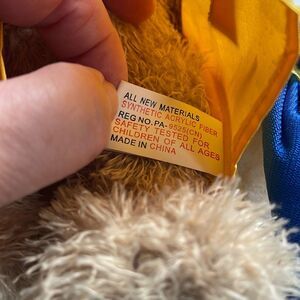 ALL NEW MATERIALS
SYNTHETIC ACRYLIC FIBER
REG NO. PA-9525(CN)
SAFETY TESTED FOR
CHILDREN OF ALL AGES
MADE IN CHINA